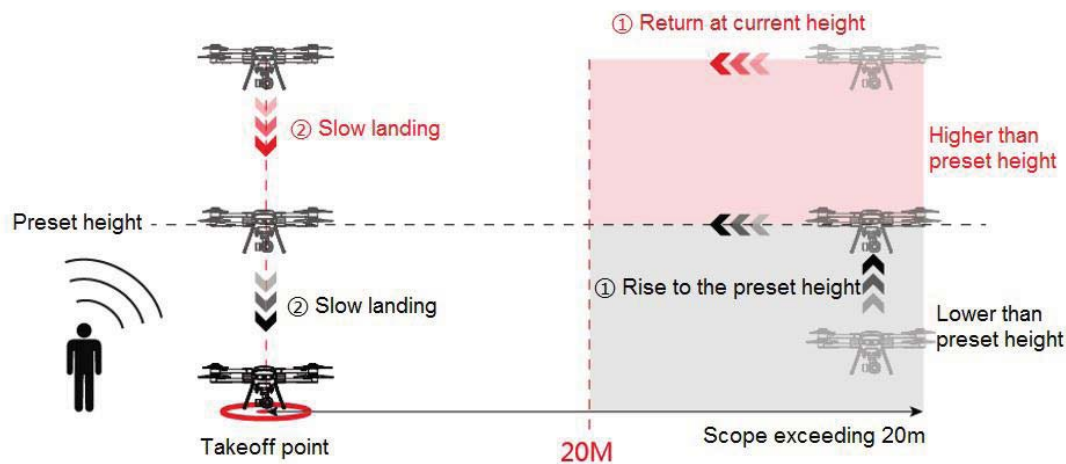 ① Return at current height
② Slow landing
Higher than
preset height
Preset height
① Rise to the preset height
② Slow landing
Lower than
preset height
Takeoff point
20M
Scope exceeding 20m